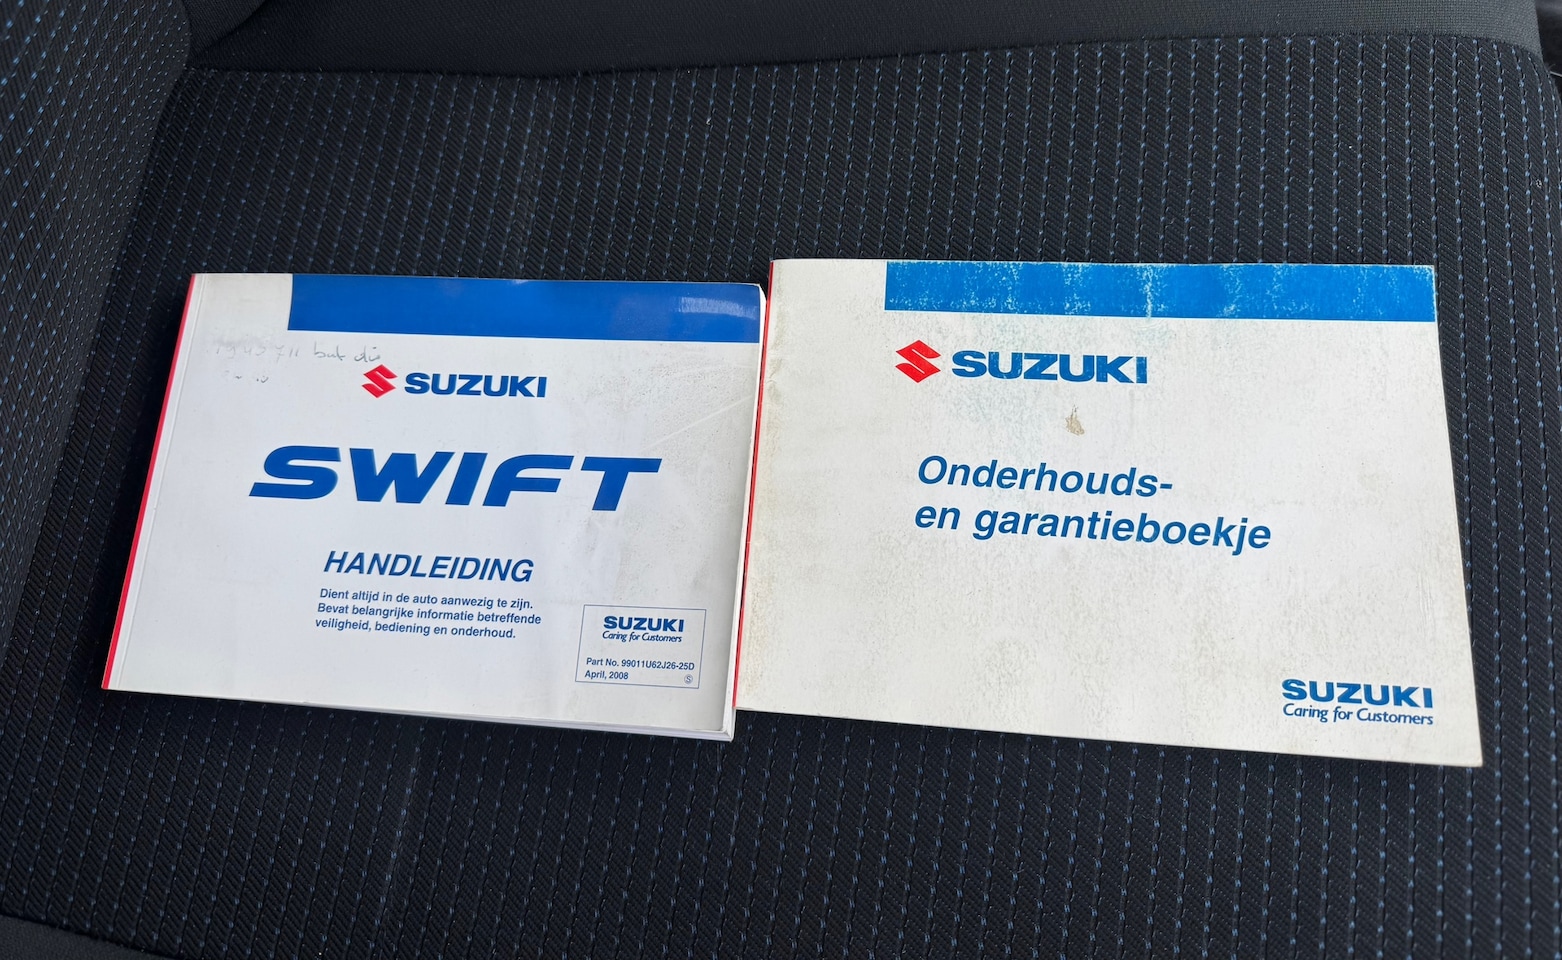 SUZUKI
SWIFT
HANDLEIDING
Dient altijd in de auto aanwezig te zijn.
Bevat belangrijke informatie betreffende
veiligheid, bediening en onderhoud.
SUZUKI
Caring for Customers
Part No. 99011U62J26-25D
April, 2008
SUZUKI
Onderhouds-
en garantieboekje
SUZUKI
Caring for Customers